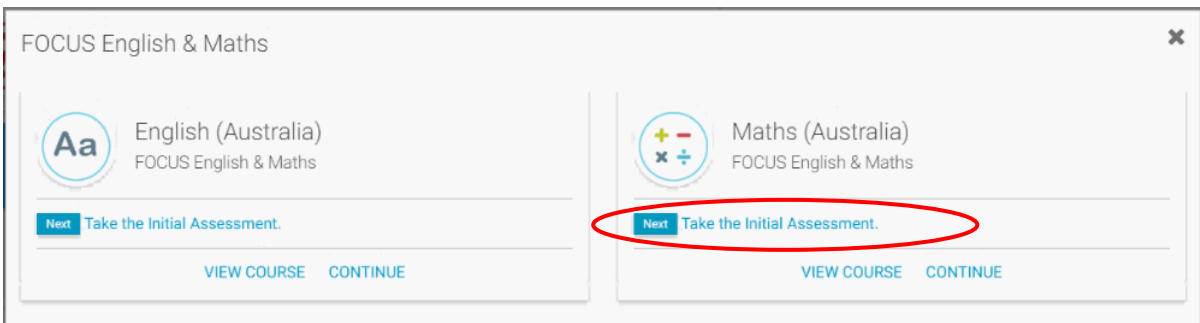 FOCUS English & Maths
✖
Aa
English (Australia)
FOCUS English & Maths
Next Take the Initial Assessment.
VIEW COURSE CONTINUE
Maths (Australia)
FOCUS English & Maths
Next Take the Initial Assessment.
VIEW COURSE CONTINUE